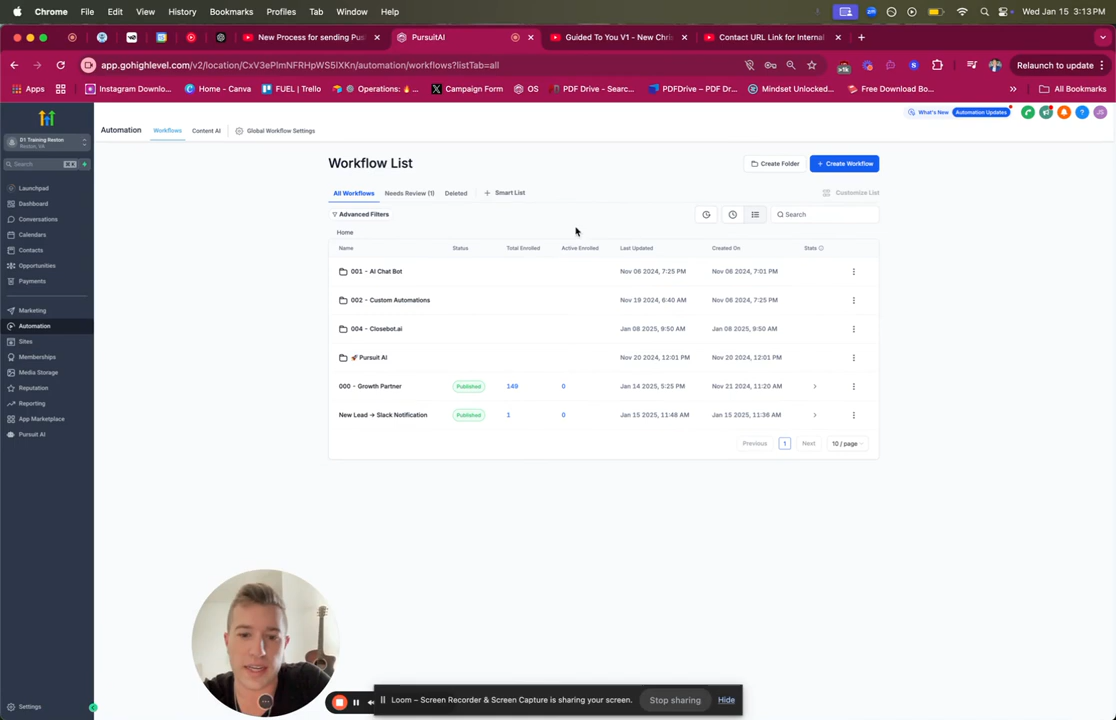 Chrome File Edit View History Bookmarks Profiles Tab Window Help Wed Jan 15 3:13 PM
New Process for sending Pus PursuitAI Guided To You V1 - New Chri Contact URL Link for Internal
app.gohighlevel.com/v2/location/CxV3ePlmNFRHpWS5lXKn/automation/workflows?listTab=all >1k Relaunch to update
Apps Instagram Downlo... Home - Canva FUEL | Trello Operations: Campaign Form OS PDF Drive - Searc... PDFDrive – PDF Dr... Mindset Unlocked... Free Download Bo... All Bookmarks
What's New Automation Updates
Automation Workflows Content AI Global Workflow Settings
D1 Training Reston
Reston, VA
Search
Launchpad
Dashboard
Conversations
Calendars
Contacts
Opportunities
Payments
Marketing
Automation
Sites
Memberships
Media Storage
Reputation
Reporting
App Marketplace
Pursuit AI
Settings
Workflow List
Create Folder + Create Workflow
All Workflows Needs Review (1) Deleted + Smart List Customize List
Advanced Filters Search
Home
Name Status Total Enrolled Active Enrolled Last Updated Created On Stats
001 - AI Chat Bot Nov 06 2024, 7:25 PM Nov 06 2024, 7:01 PM
002 - Custom Automations Nov 19 2024, 6:40 AM Nov 06 2024, 7:25 PM
004 - Closebot.ai Jan 08 2025, 9:50 AM Jan 08 2025, 9:50 AM
🚀 Pursuit AI Nov 20 2024, 12:01 PM Nov 20 2024, 12:01 PM
000 - Growth Partner Published 149 0 Jan 14 2025, 5:25 PM Nov 21 2024, 11:20 AM
New Lead -> Slack Notification Published 1 0 Jan 15 2025, 11:48 AM Jan 15 2025, 11:36 AM
Previous 1 Next 10 / page
Loom – Screen Recorder & Screen Capture is sharing your screen. Stop sharing Hide